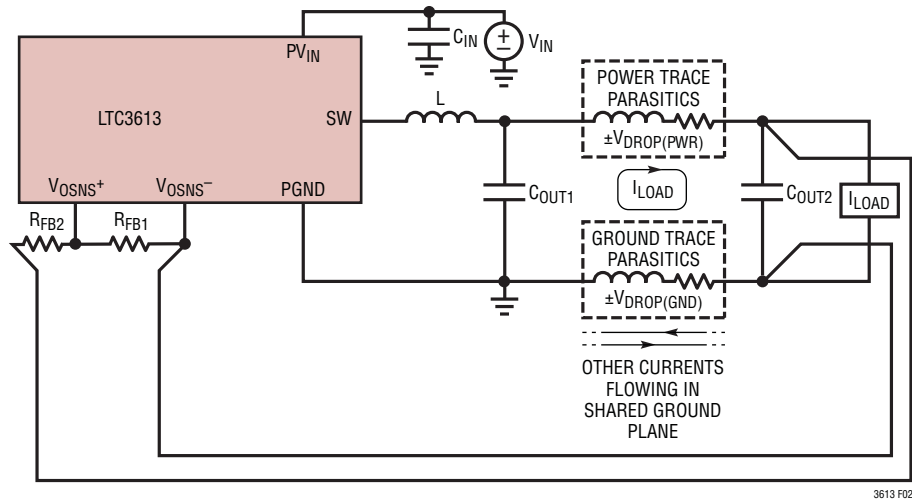 PVIN
CIN
+
−
VIN
LTC3613
SW
L
POWER TRACE
PARASITICS
±VDROP(PWR)
VOSNS+
VOSNS−
PGND
COUT1
ILOAD
COUT2
ILOAD
RFB2
RFB1
GROUND TRACE
PARASITICS
±VDROP(GND)
OTHER CURRENTS
FLOWING IN
SHARED GROUND
PLANE
3613 F02